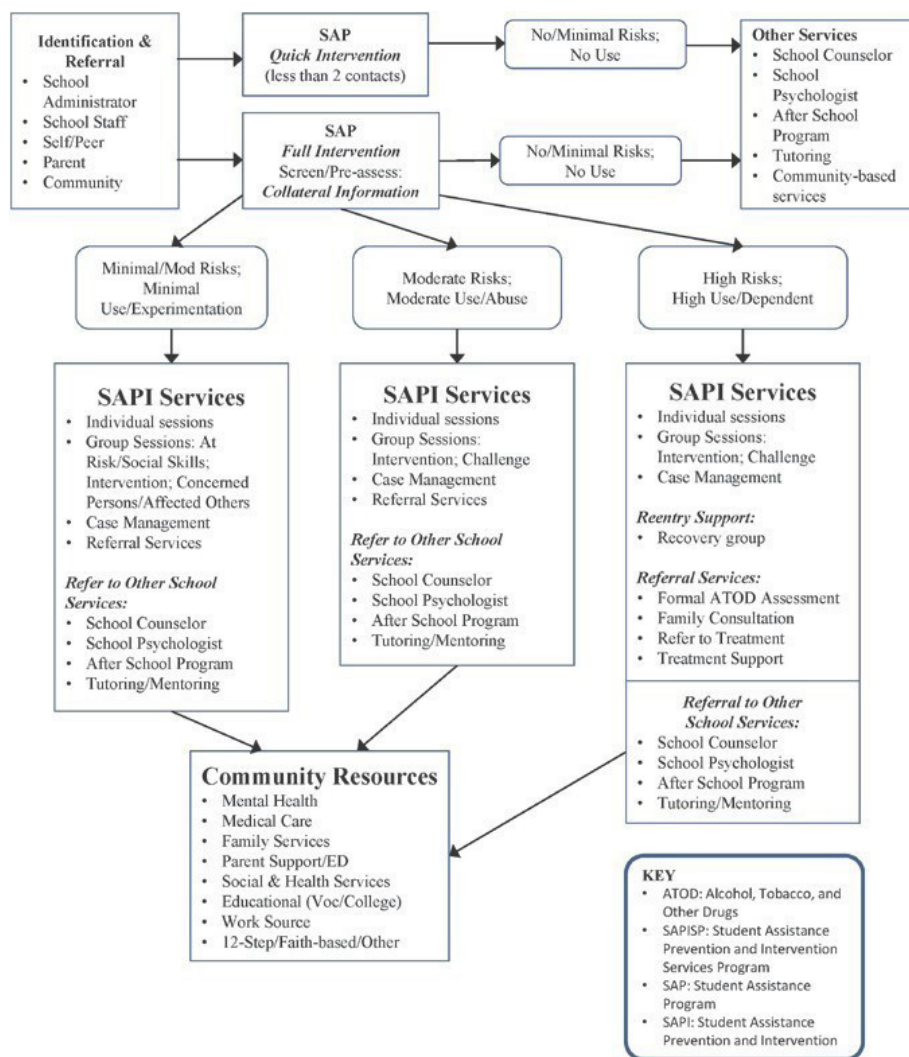 Identification &
Referral
• School
Administrator
• School Staff
• Self/Peer
• Parent
• Community
SAP
Quick Intervention
(less than 2 contacts)
No/Minimal Risks;
No Use
Other Services
• School Counselor
• School
Psychologist
• After School
Program
• Tutoring
• Community-based
services
SAP
Full Intervention
Screen/Pre-assess:
Collateral Information
No/Minimal Risks;
No Use
Minimal/Mod Risks;
Minimal
Use/Experimentation
Moderate Risks;
Moderate Use/Abuse
High Risks;
High Use/Dependent
SAPI Services
• Individual sessions
• Group Sessions: At
Risk/Social Skills;
Intervention; Concerned
Persons/Affected Others
• Case Management
• Referral Services
Refer to Other School
Services:
• School Counselor
• School Psychologist
• After School Program
• Tutoring/Mentoring
SAPI Services
• Individual sessions
• Group Sessions:
Intervention; Challenge
• Case Management
• Referral Services
Refer to Other School
Services:
• School Counselor
• School Psychologist
• After School Program
• Tutoring/Mentoring
SAPI Services
• Individual sessions
• Group Sessions:
Intervention; Challenge
• Case Management
Reentry Support:
• Recovery group
Referral Services:
• Formal ATOD Assessment
• Family Consultation
• Refer to Treatment
• Treatment Support
Referral to Other
School Services:
• School Counselor
• School Psychologist
• After School Program
• Tutoring/Mentoring
Community Resources
• Mental Health
• Medical Care
• Family Services
• Parent Support/ED
• Social & Health Services
• Educational (Voc/College)
• Work Source
• 12-Step/Faith-based/Other
KEY
• ATOD: Alcohol, Tobacco, and
Other Drugs
• SAPISP: Student Assistance
Prevention and Intervention
Services Program
• SAP: Student Assistance
Program
• SAPI: Student Assistance
Prevention and Intervention